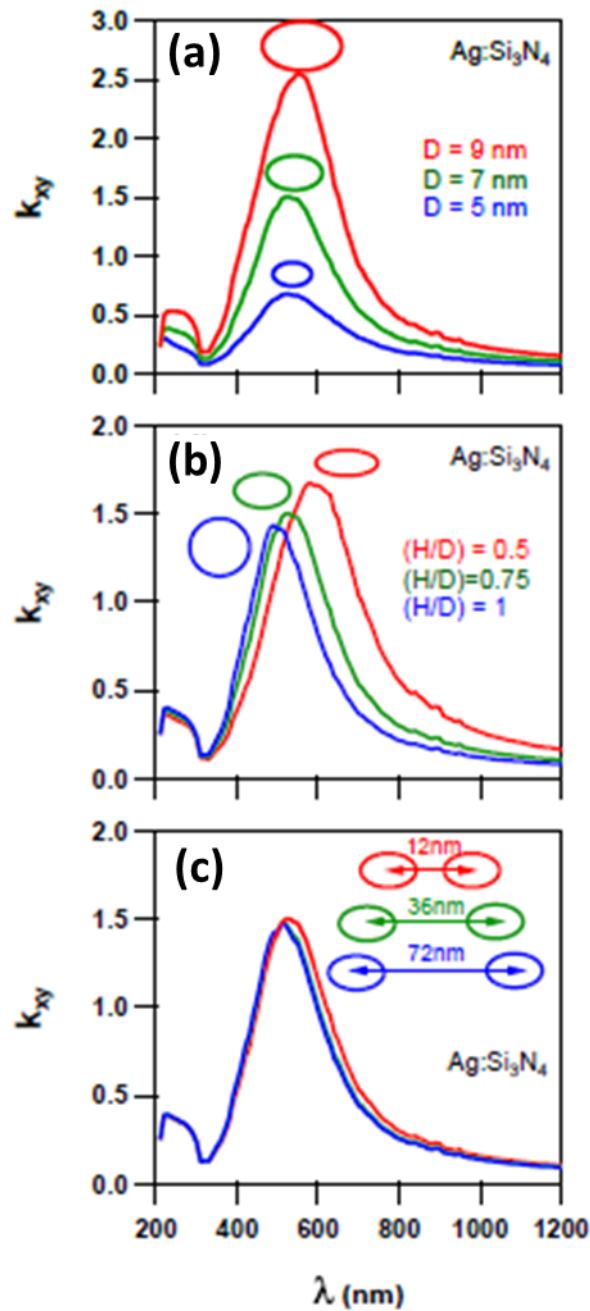 (a)
Ag:Si₃N₄
3.0
2.5
2.0
1.5
1.0
0.5
0.0
kxy
D = 9 nm
D = 7 nm
D = 5 nm
(b)
Ag:Si₃N₄
2.0
1.5
1.0
0.5
0.0
kxy
(H/D) = 0.5
(H/D)=0.75
(H/D) = 1
(c)
2.0
1.5
1.0
0.5
0.0
kxy
12nm
36nm
72nm
Ag:Si₃N₄
200 400 600 800 1000 1200
λ (nm)